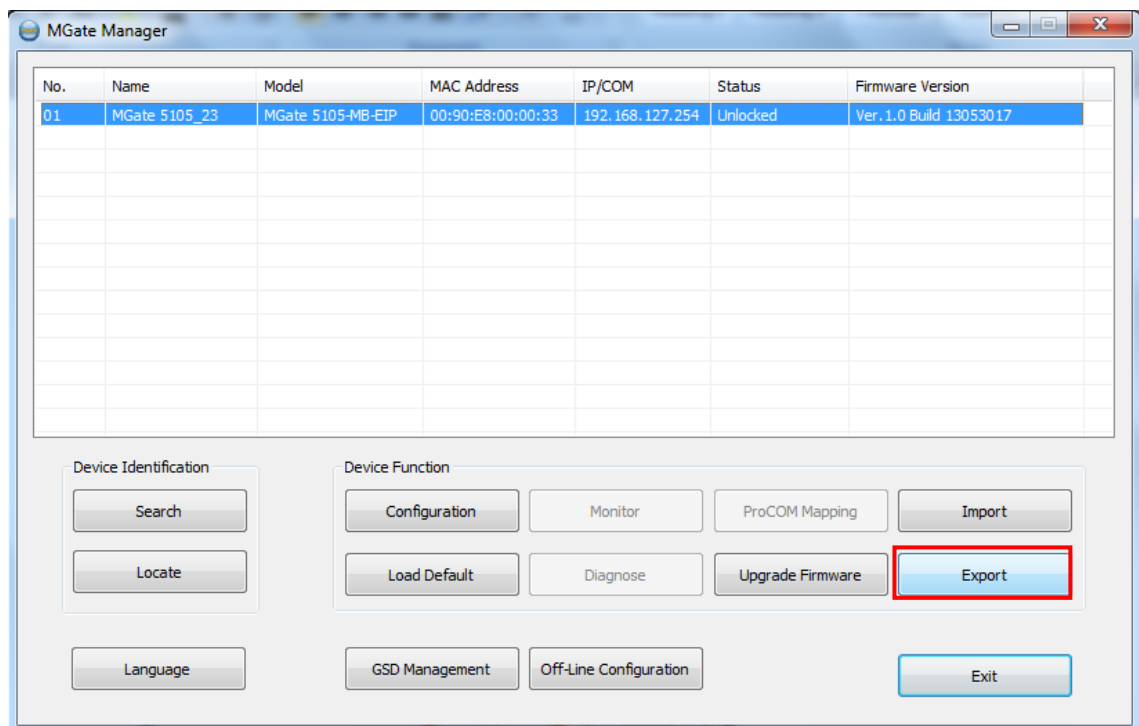 MGate Manager
No. Name Model MAC Address IP/COM Status Firmware Version
01 MGate 5105_23 MGate 5105-MB-EIP 00:90:E8:00:00:33 192.168.127.254 Unlocked Ver.1.0 Build 13053017
Device Identification
Search
Locate
Device Function
Configuration Monitor ProCOM Mapping Import
Load Default Diagnose Upgrade Firmware Export
Language GSD Management Off-Line Configuration Exit